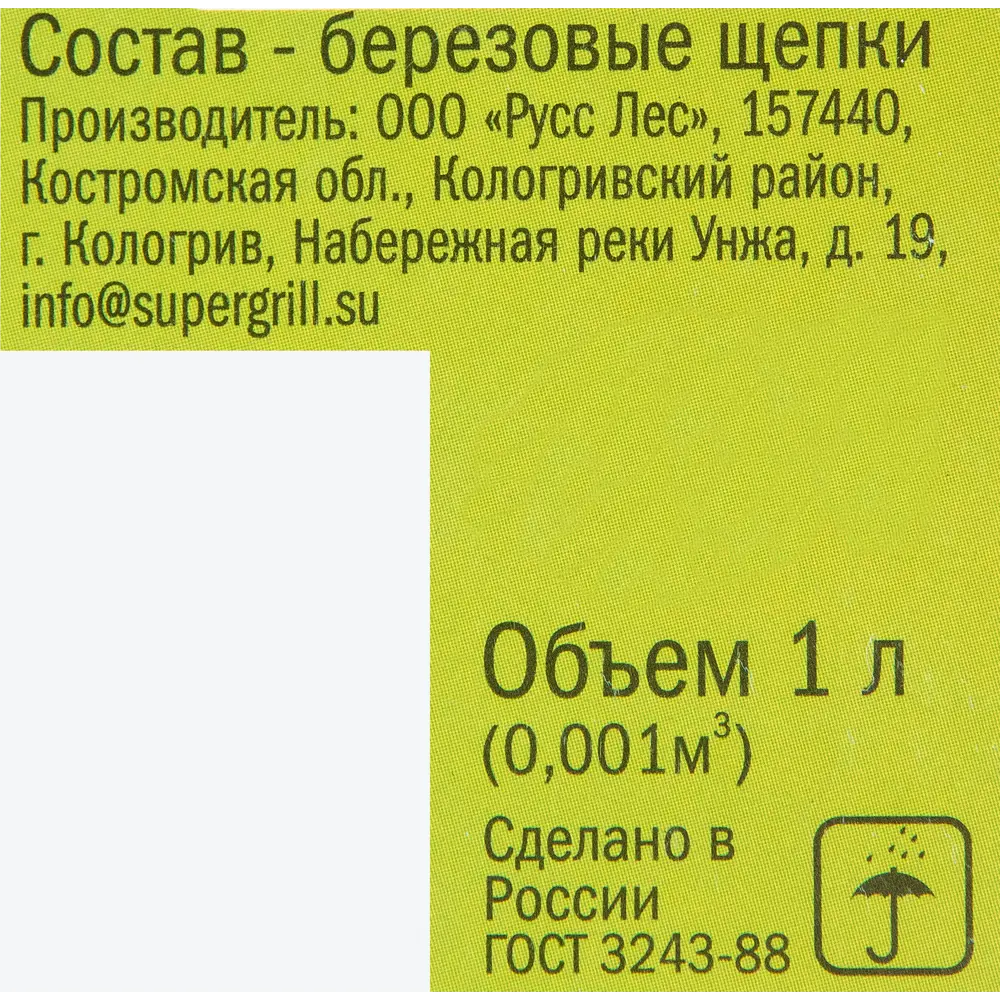 Состав - березовые щепки
Производитель: ООО «Русс Лес», 157440,
Костромская обл., Кологривский район,
г. Кологрив, Набережная реки Унжа, д. 19,
info@supergrill.su
Объем 1 л
(0,001м³)
Сделано в
России
ГОСТ 3243-88